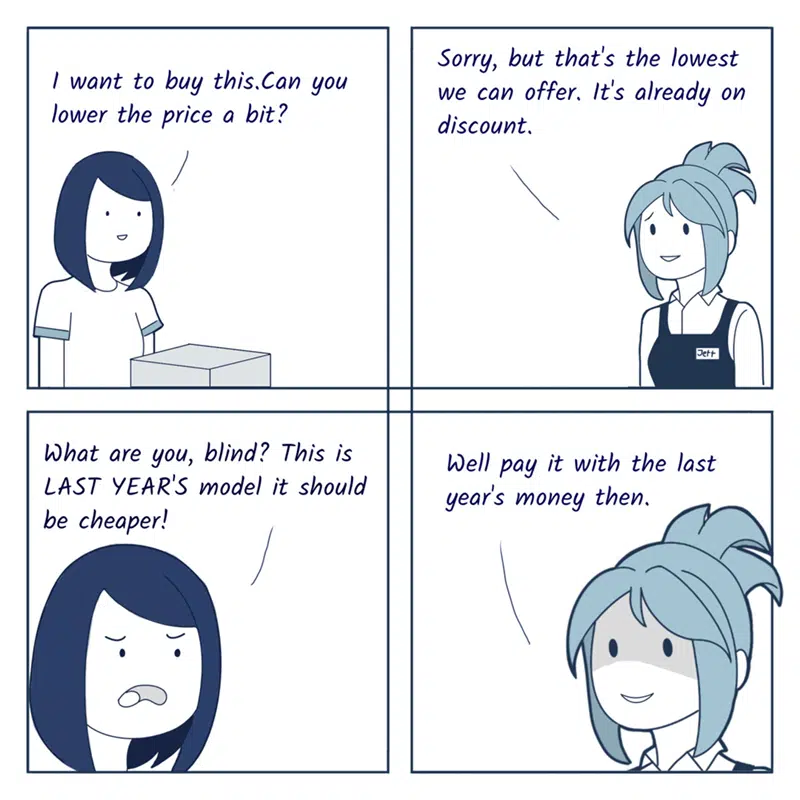 I want to buy this.Can you
lower the price a bit?
Sorry, but that's the lowest
we can offer. It's already on
discount.
Jett
What are you, blind? This is
LAST YEAR'S model it should
be cheaper!
Well pay it with the last
year's money then.